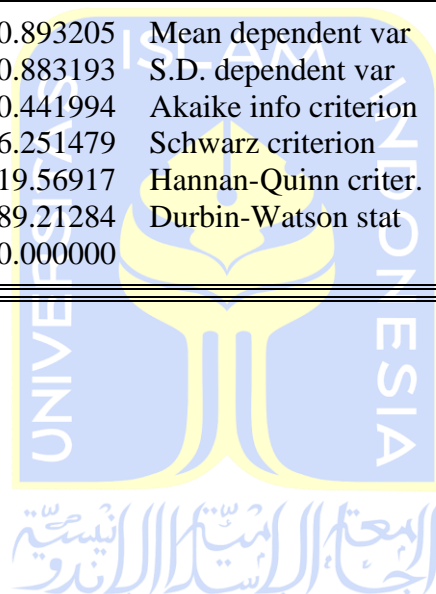 0.893205 Mean dependent var
0.883193 S.D. dependent var
0.441994 Akaike info criterion
6.251479 Schwarz criterion
19.56917 Hannan-Quinn criter.
89.21284 Durbin-Watson stat
0.000000
UNIVERSITAS
ISLAM
INDONESIA